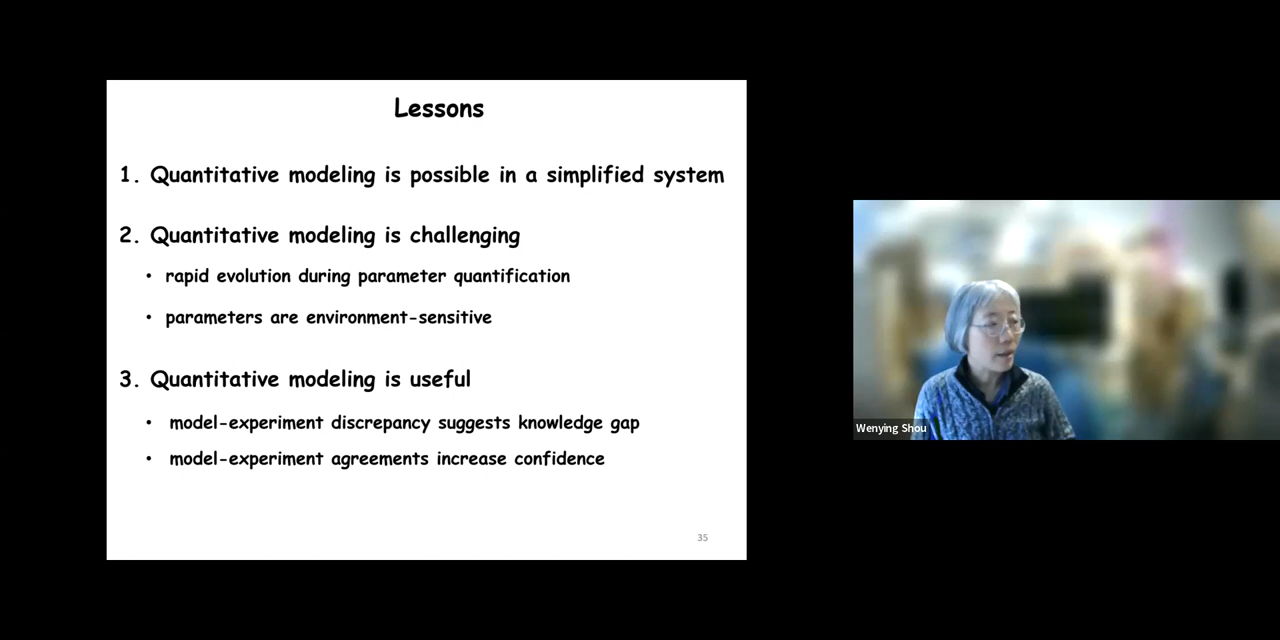 Lessons
1. Quantitative modeling is possible in a simplified system
2. Quantitative modeling is challenging
• rapid evolution during parameter quantification
• parameters are environment-sensitive
3. Quantitative modeling is useful
• model-experiment discrepancy suggests knowledge gap
• model-experiment agreements increase confidence
35
Wenying Shou